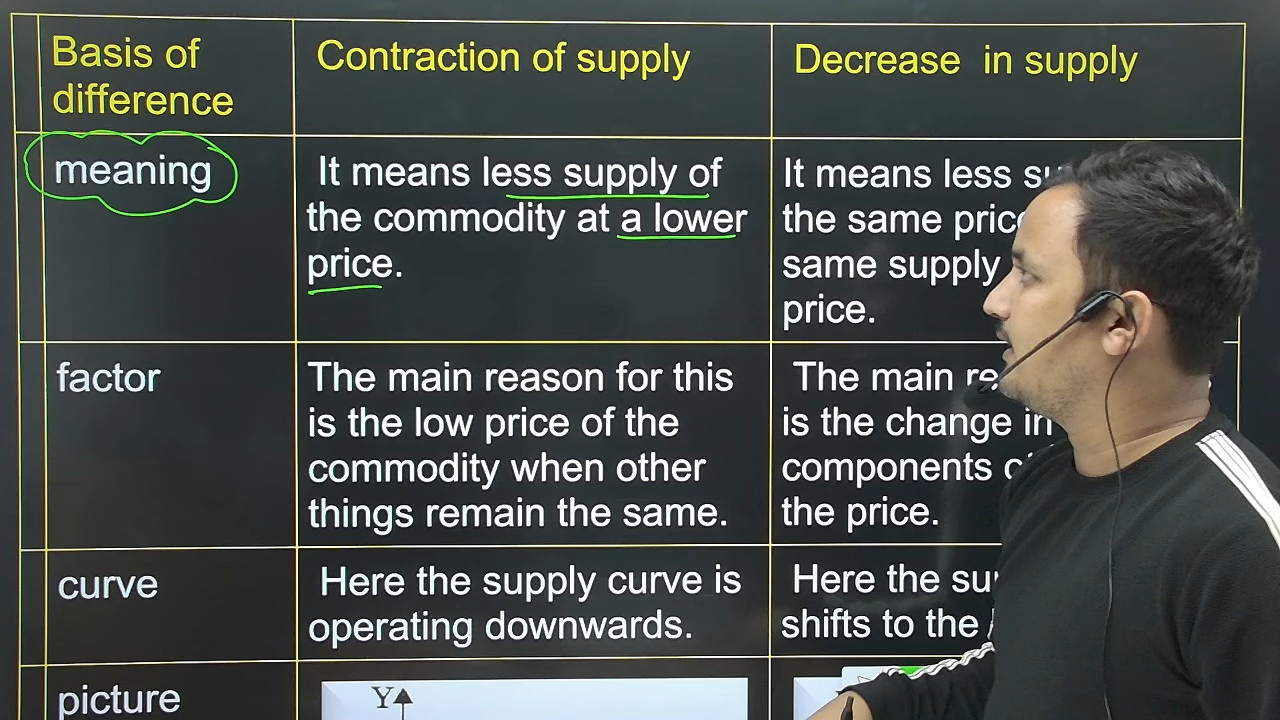 Basis of
difference
Contraction of supply
Decrease in supply
meaning
It means less supply of
the commodity at a lower
price.
It means less
the same
same supply
price.
factor
The main reason for this
is the low price of the
commodity when other
things remain the same.
The main
is the change in
components
the price.
curve
Here the supply curve is
operating downwards.
Here the
shifts to the
picture
Y